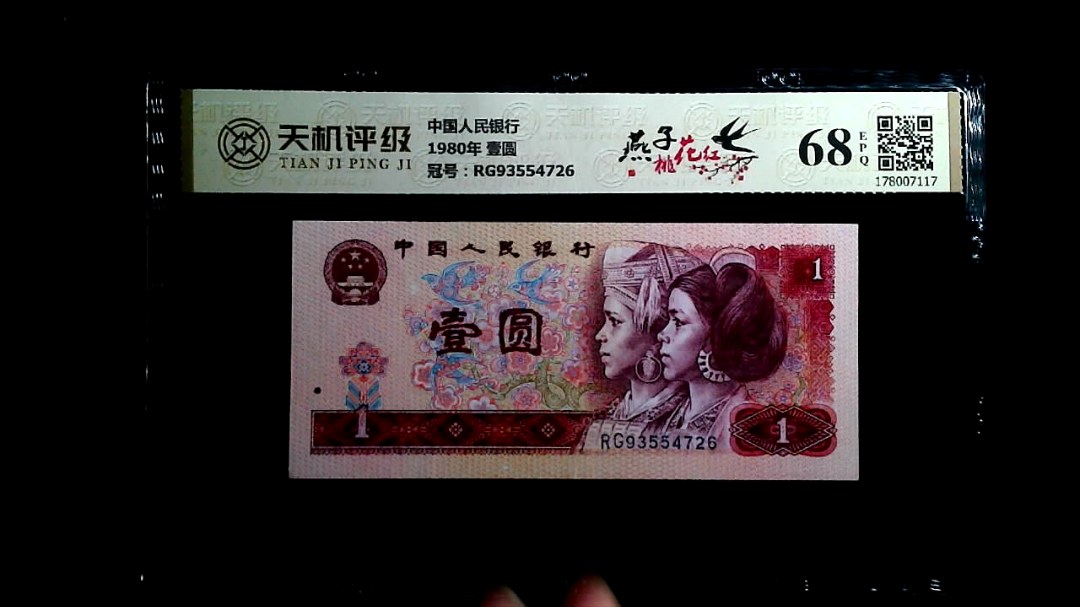 天机评级
TIAN JI PING JI
中国人民银行
1980年 壹圆
冠号：RG93554726
燕子
桃花红
68
EPQ
178007117
中国人民银行
壹圆
1
1
RG93554726
1